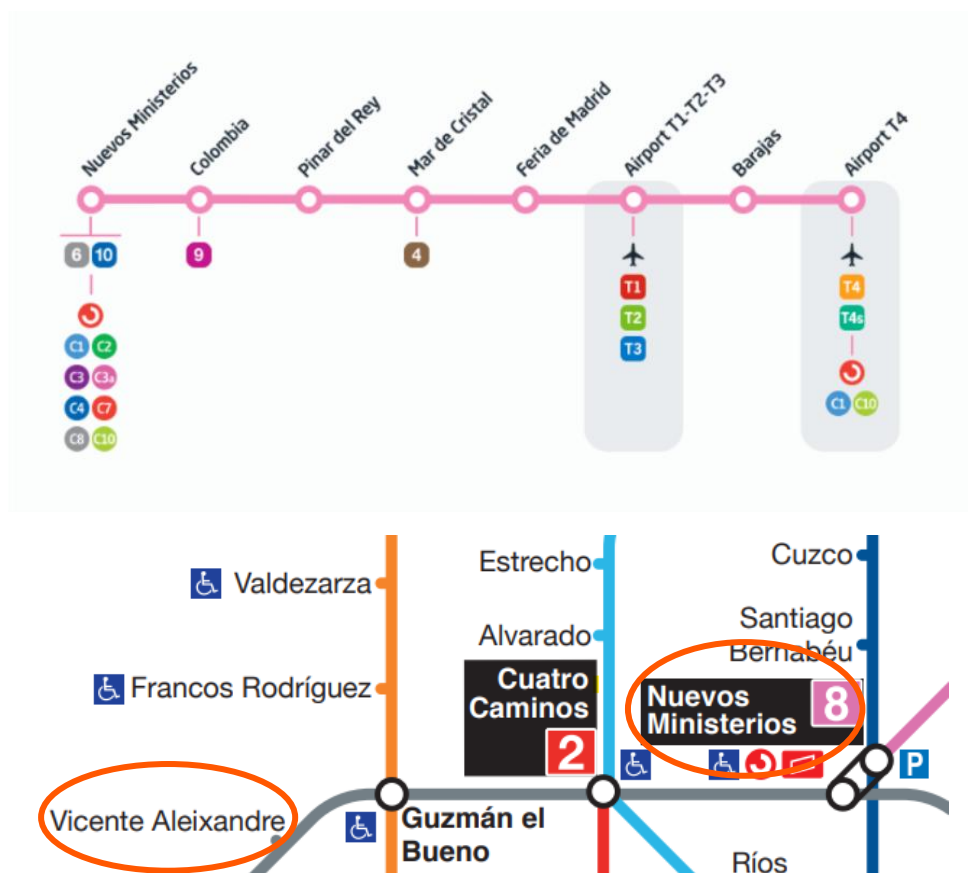 Nuevos Ministerios
Colombia
Pinar del Rey
Mar de Cristal
Feria de Madrid
Airport T1-T2-T3
Barajas
Airport T4
6 10
9
4
T1
T2
T3
T4
T4s
C1 C2
C3 C3a
C4 C7
C8 C10
C1 C10
Valdezarza
Estrecho
Cuzco
Francos Rodríguez
Alvarado
Santiago
Bernabéu
Cuatro
Caminos
2
Nuevos
Ministerios
8
P
Vicente Aleixandre
Guzmán el
Bueno
Ríos